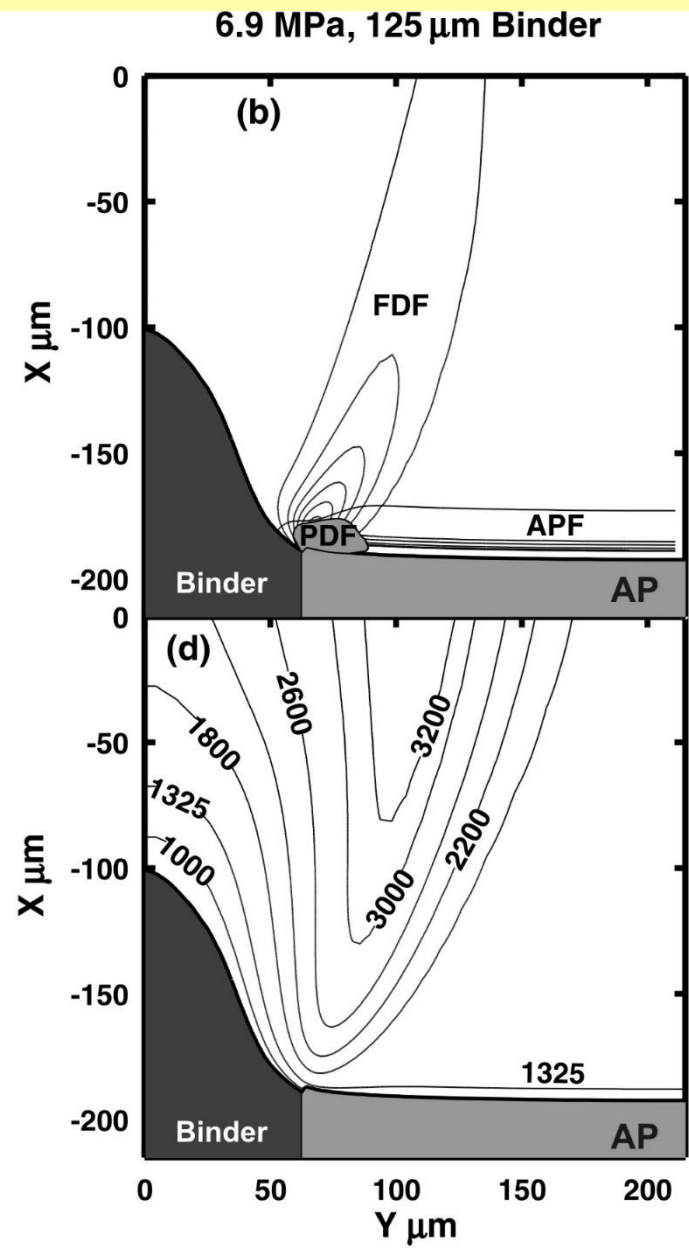 6.9 MPa, 125 μm Binder
0
(b)
-50
FDF
X μm
-100
-150
APF
PDF
-200
Binder
AP
0
(d)
2600
3200
-50
1800
1325
2200
X μm
1000
-100
3000
-150
1325
-200
Binder
AP
0 50 100 150 200
Y μm